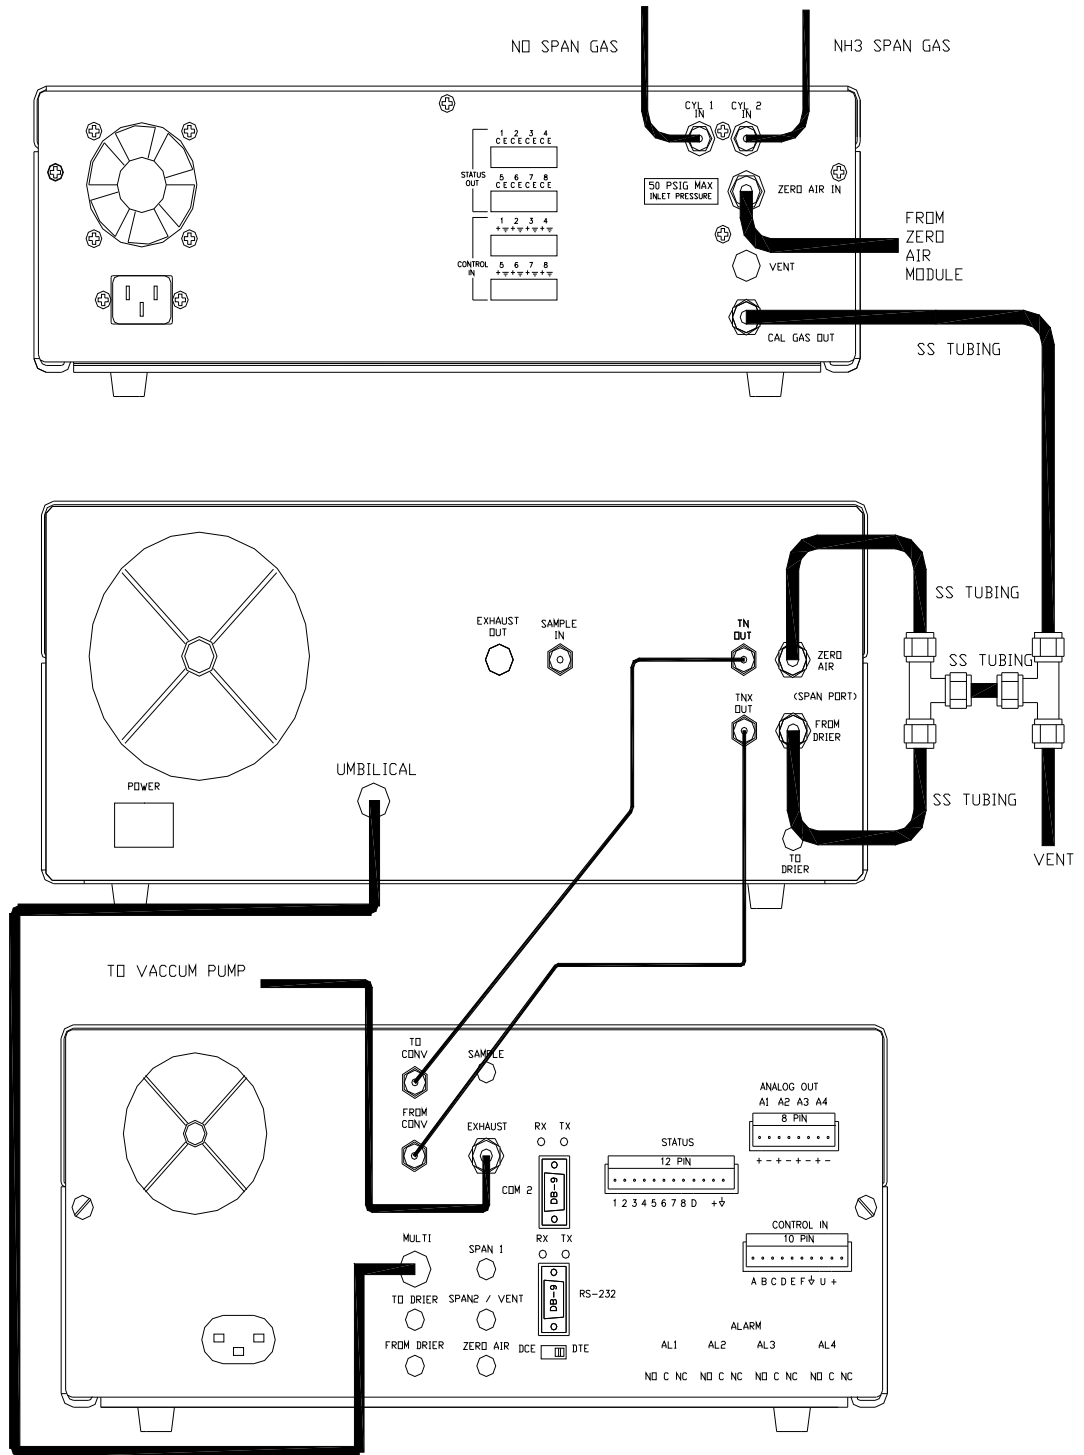 NO SPAN GAS
NH3 SPAN GAS
CYL 1
IN
CYL 2
IN
1 2 3 4
CECECECE
STATUS
OUT
5 6 7 8
CECECECE
50 PSIG MAX
INLET PRESSURE
ZERO AIR IN
FROM
ZERO
AIR
MODULE
1 2 3 4
+ + + +
CONTROL
IN
5 6 7 8
+ + + +
VENT
CAL GAS OUT
SS TUBING
EXHAUST
OUT
SAMPLE
IN
TN
OUT
ZERO
AIR
SS TUBING
SS TUBING
TNX
OUT
(SPAN PORT)
FROM
DRIER
UMBILICAL
POWER
SS TUBING
TO
DRIER
VENT
TO VACCUM PUMP
TO
CONV
SAMPLE
FROM
CONV
EXHAUST
RX TX
COM 2
DB-9
STATUS
12 PIN
1 2 3 4 5 6 7 8 D +
ANALOG OUT
A1 A2 A3 A4
8 PIN
+ - + - + - + -
MULTI
SPAN 1
RX TX
DB-9
RS-232
CONTROL IN
10 PIN
A B C D E F U +
TO DRIER
SPAN2 / VENT
FROM DRIER
ZERO AIR
DCE
DTE
ALARM
AL1 AL2 AL3 AL4
NO C NC NO C NC NO C NC NO C NC